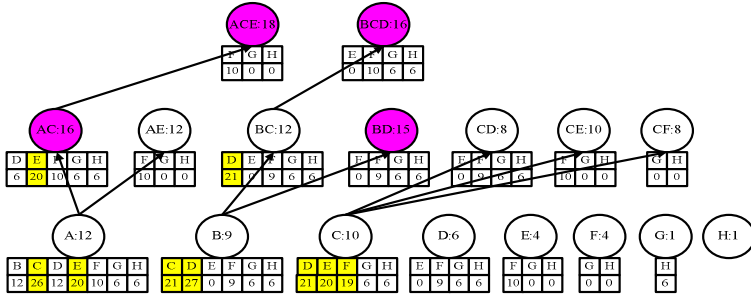 ACE:18 BCD:16
F G H E F G H
10 0 0 0 10 6 6
AC:16 AE:12 BC:12 BD:15 CD:8 CE:10 CF:8
D E F G H F G H D E F G H E F G H E F G H F G H G H
6 20 10 6 6 10 0 0 21 0 9 6 6 0 9 6 6 0 9 6 6 10 0 0 0 0
A:12 B:9 C:10 D:6 E:4 F:4 G:1 H:1
B C D E F G H C D E F G H D E F G H E F G H F G H G H H
12 26 12 20 10 6 6 21 27 0 9 6 6 21 20 19 6 6 0 9 6 6 10 0 0 0 0 6